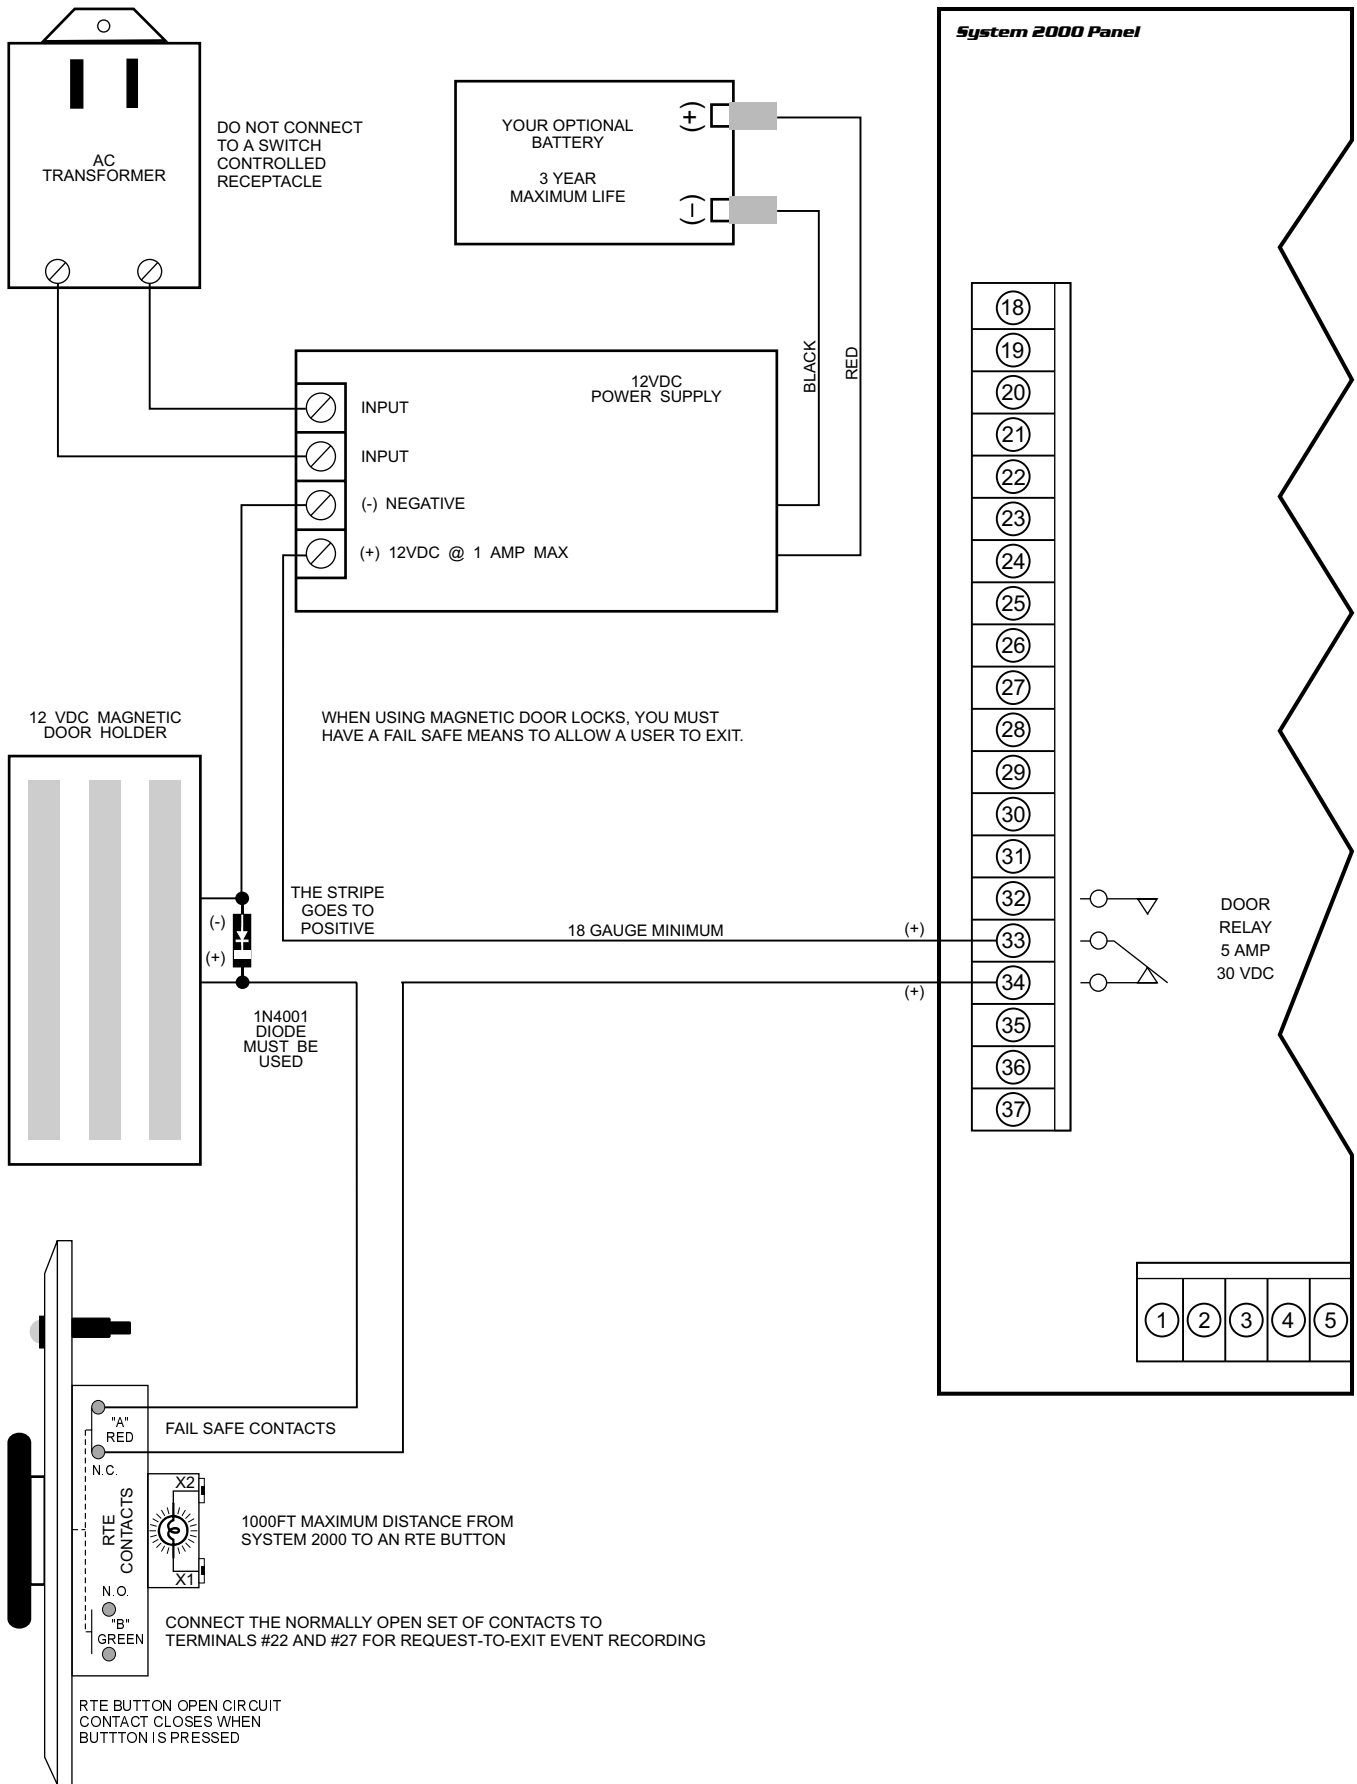 System 2000 Panel
AC
TRANSFORMER
DO NOT CONNECT
TO A SWITCH
CONTROLLED
RECEPTACLE
YOUR OPTIONAL
BATTERY
3 YEAR
MAXIMUM LIFE
(+)
(-)
BLACK
RED
12VDC
POWER SUPPLY
INPUT
INPUT
(-) NEGATIVE
(+) 12VDC @ 1 AMP MAX
18
19
20
21
22
23
24
25
26
27
28
29
30
31
32
33
34
35
36
37
DOOR
RELAY
5 AMP
30 VDC
12 VDC MAGNETIC
DOOR HOLDER
WHEN USING MAGNETIC DOOR LOCKS, YOU MUST
HAVE A FAIL SAFE MEANS TO ALLOW A USER TO EXIT.
THE STRIPE
GOES TO
POSITIVE
(-)
(+)
18 GAUGE MINIMUM
(+)
(+)
1N4001
DIODE
MUST BE
USED
1 2 3 4 5
"A"
RED
N.C.
FAIL SAFE CONTACTS
RTE
CONTACTS
X2
X1
1000FT MAXIMUM DISTANCE FROM
SYSTEM 2000 TO AN RTE BUTTON
N.O.
"B"
GREEN
CONNECT THE NORMALLY OPEN SET OF CONTACTS TO
TERMINALS #22 AND #27 FOR REQUEST-TO-EXIT EVENT RECORDING
RTE BUTTON OPEN CIRCUIT
CONTACT CLOSES WHEN
BUTTTON IS PRESSED